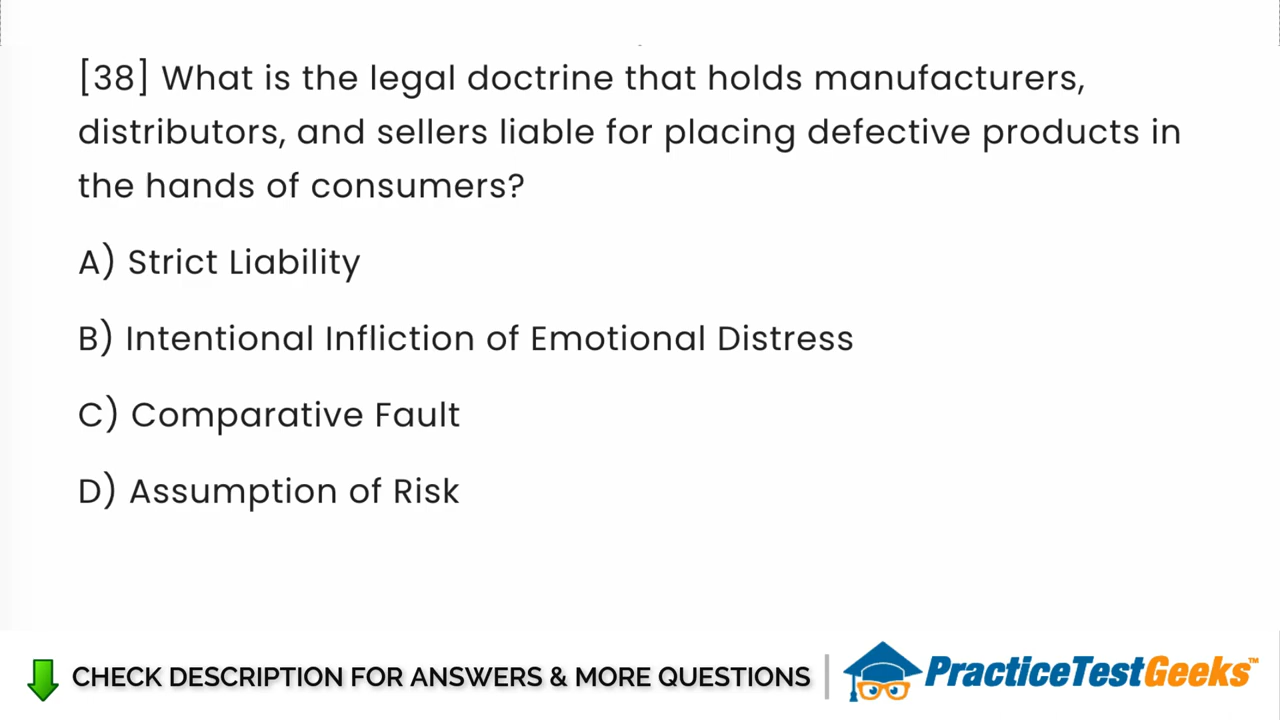 [38] What is the legal doctrine that holds manufacturers,
distributors, and sellers liable for placing defective products in
the hands of consumers?
A) Strict Liability
B) Intentional Infliction of Emotional Distress
C) Comparative Fault
D) Assumption of Risk
CHECK DESCRIPTION FOR ANSWERS & MORE QUESTIONS
PracticeTestGeeks™